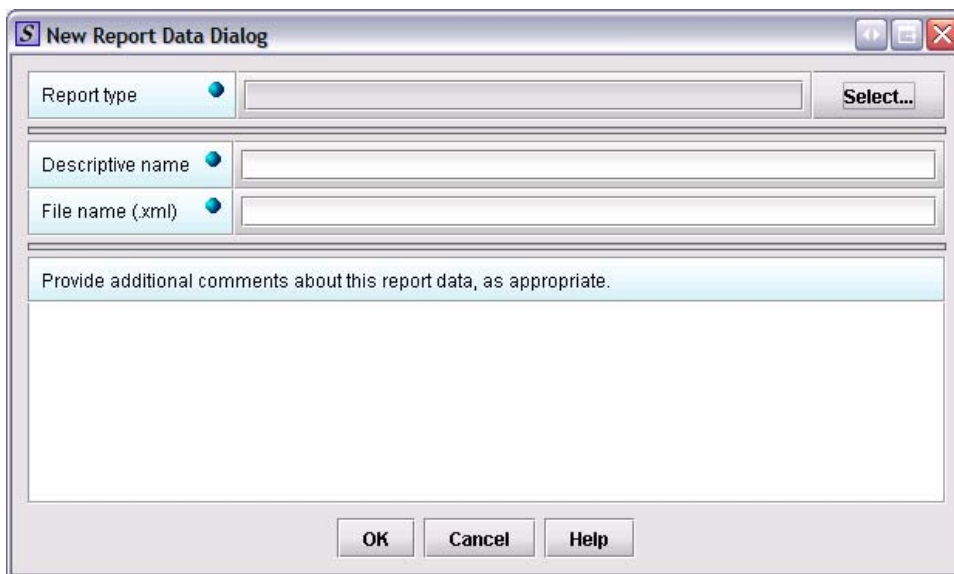 S New Report Data Dialog
Report type Select...
Descriptive name
File name (.xml)
Provide additional comments about this report data, as appropriate.
OK Cancel Help